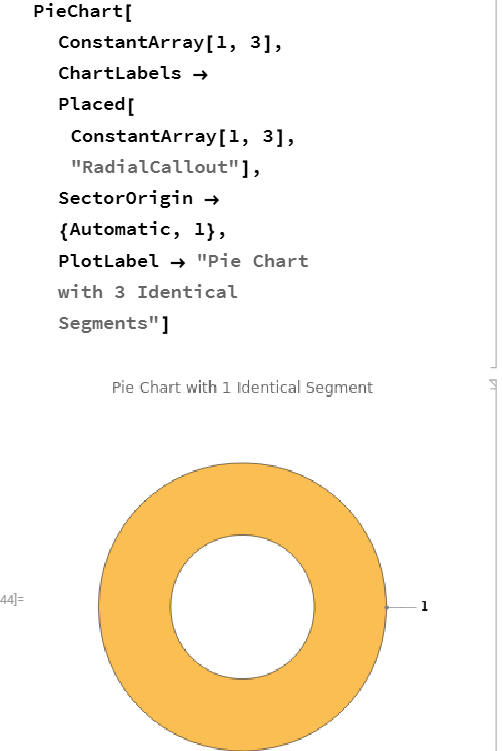 PieChart[
ConstantArray[1, 3],
ChartLabels →
Placed[
ConstantArray[1, 3],
"RadialCallout"],
SectorOrigin →
{Automatic, 1},
PlotLabel → "Pie Chart
with 3 Identical
Segments"]
Pie Chart with 1 Identical Segment
44]=
1